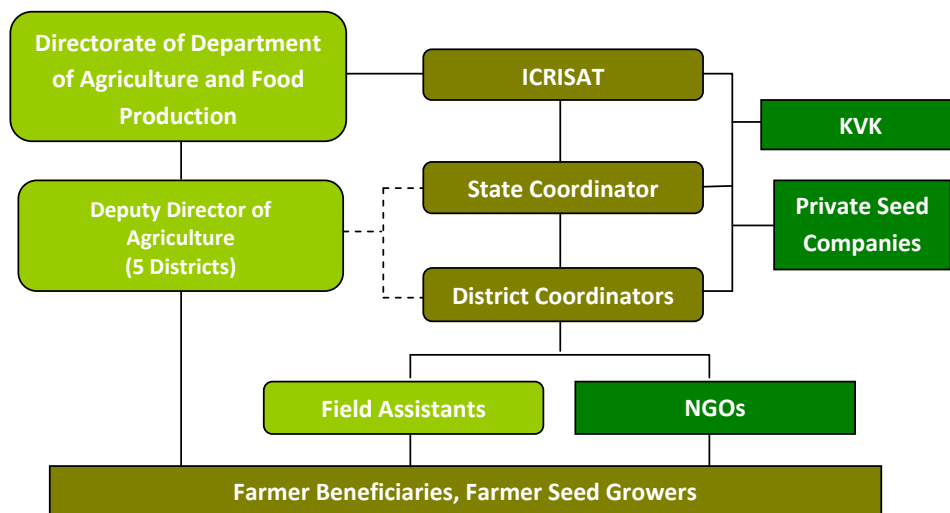 Directorate of Department
of Agriculture and Food
Production
ICRISAT
KVK
Deputy Director of
Agriculture
(5 Districts)
State Coordinator
Private Seed
Companies
District Coordinators
Field Assistants
NGOs
Farmer Beneficiaries, Farmer Seed Growers